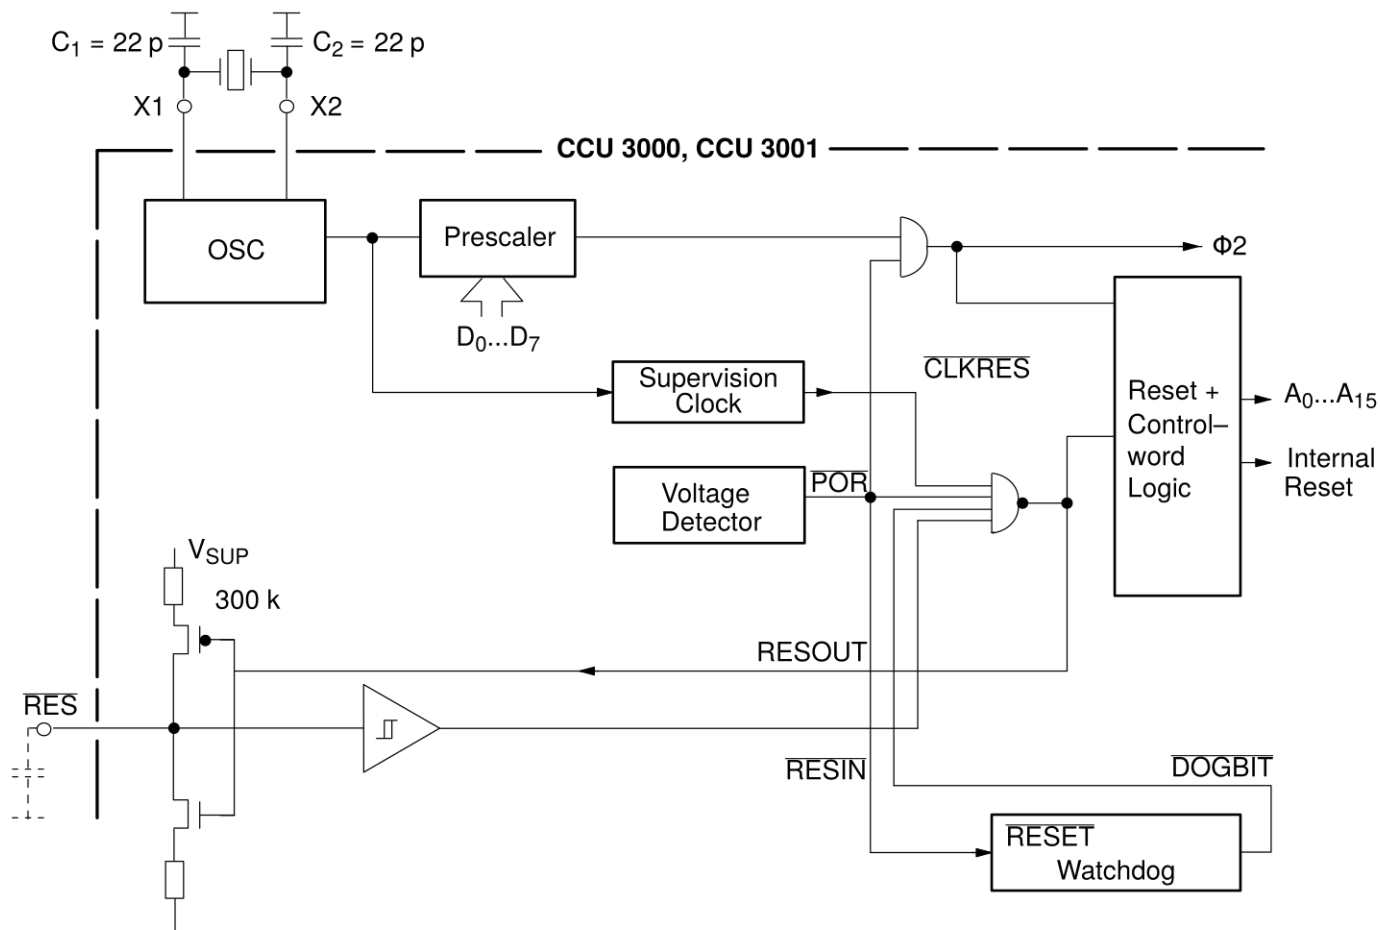 C₁ = 22 p
C₂ = 22 p
X1
X2
CCU 3000, CCU 3001
OSC
Prescaler
Φ2
D₀...D₇
Supervision
Clock
CLKRES
Reset +
Control–
word
Logic
A₀...A₁₅
Internal
Reset
Voltage
Detector
POR
V_SUP
300 k
RESOUT
RES
RESIN
DOGBIT
RESET
Watchdog